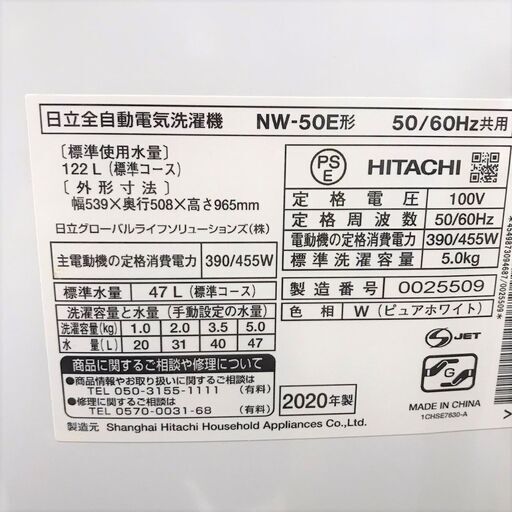 日立全自動電気洗濯機 NW-50E形 50/60Hz共用
〔標準使用水量〕
122L(標準コース)
〔外形寸法〕
幅539×奥行508×高さ965mm
日立グローバルライフソリューションズ(株)
主電動機の定格消費電力 390/455W
標準水量 47L(標準コース)
洗濯容量と水量(手動設定の水量)
洗濯容量(kg) 1.0 2.0 3.5 5.0
水量(L) 20 31 40 47
商品に関するご相談や修理について
●商品情報やお取り扱いに関するご相談
TEL 050-3155-1111 (有料)
●修理に関するご相談
TEL 0570-0031-68 (有料)
製造元 Shanghai Hitachi Household Appliances Co.,Ltd.
PS
E
HITACHI
定格電圧 100V
定格周波数 50/60Hz
電動機の定格消費電力 390/455W
標準洗濯容量 5.0kg
製造番号 0025509
色相 W(ピュアホワイト)
S JET
G
2020年製
MADE IN CHINA
1CHSE7630-A
*4549873094687/0025509*